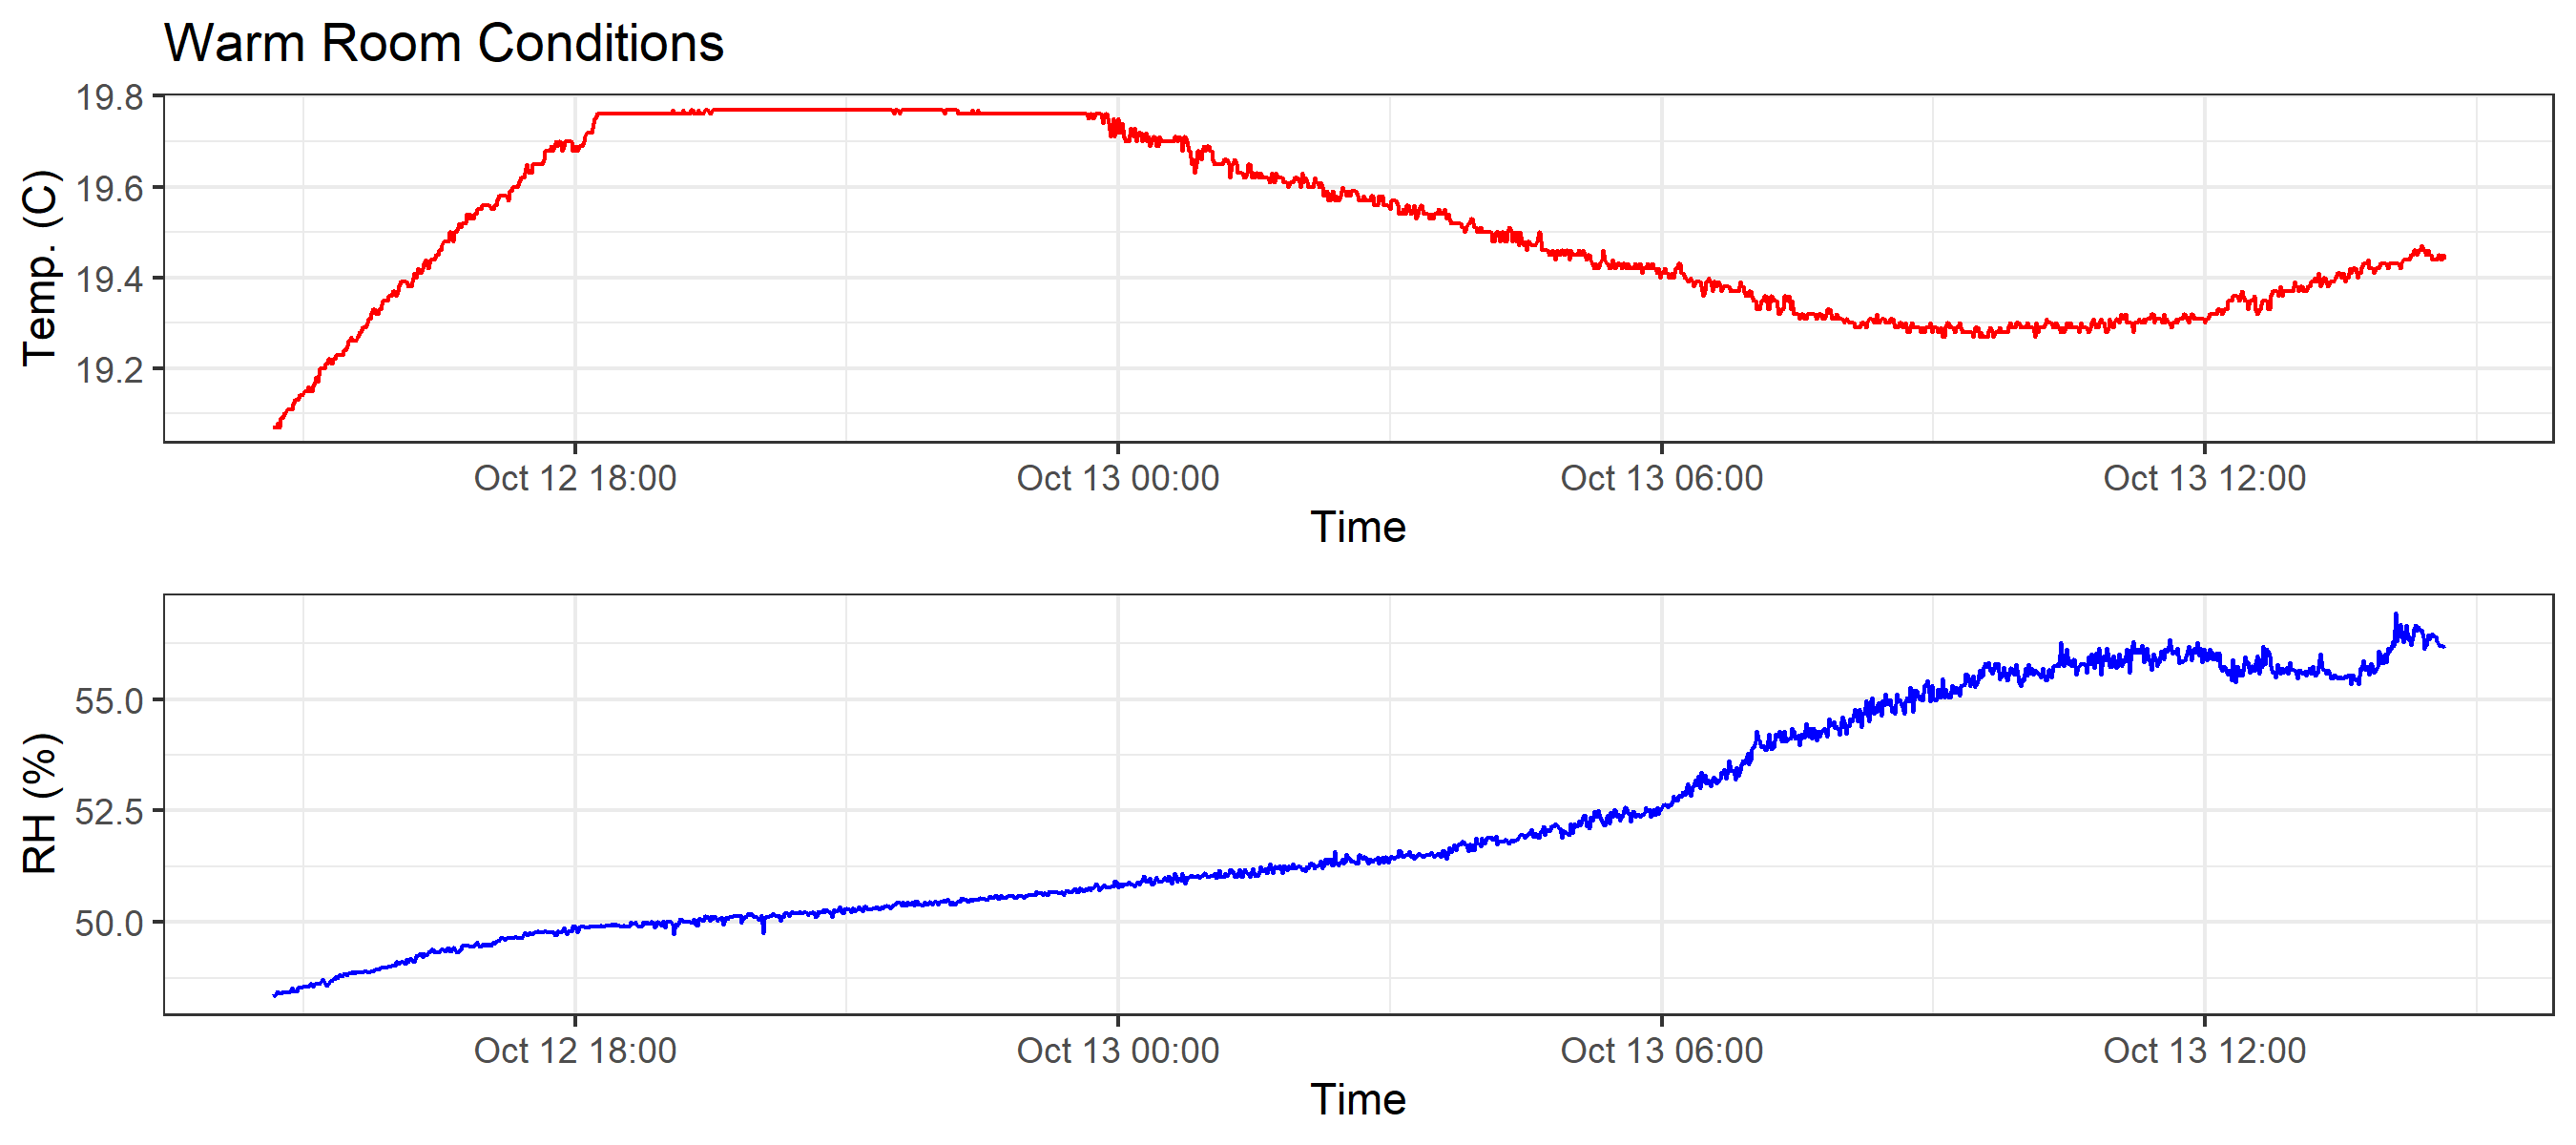 Warm Room Conditions
Temp. (C)
19.8
19.6
19.4
19.2
Oct 12 18:00 Oct 13 00:00 Oct 13 06:00 Oct 13 12:00
Time
RH (%)
55.0
52.5
50.0
Oct 12 18:00 Oct 13 00:00 Oct 13 06:00 Oct 13 12:00
Time